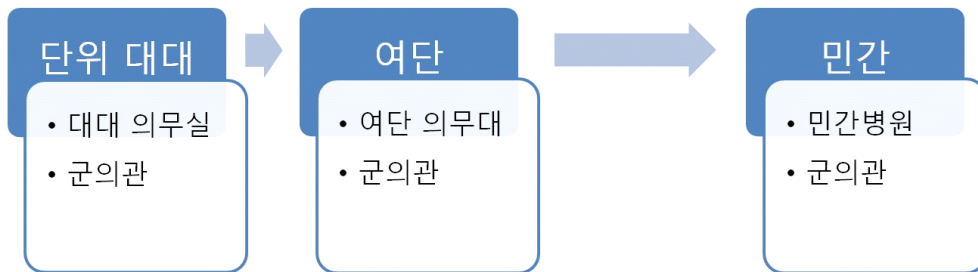 단위 대대
• 대대 의무실
• 군의관
여단
• 여단 의무대
• 군의관
민간
• 민간병원
• 군의관